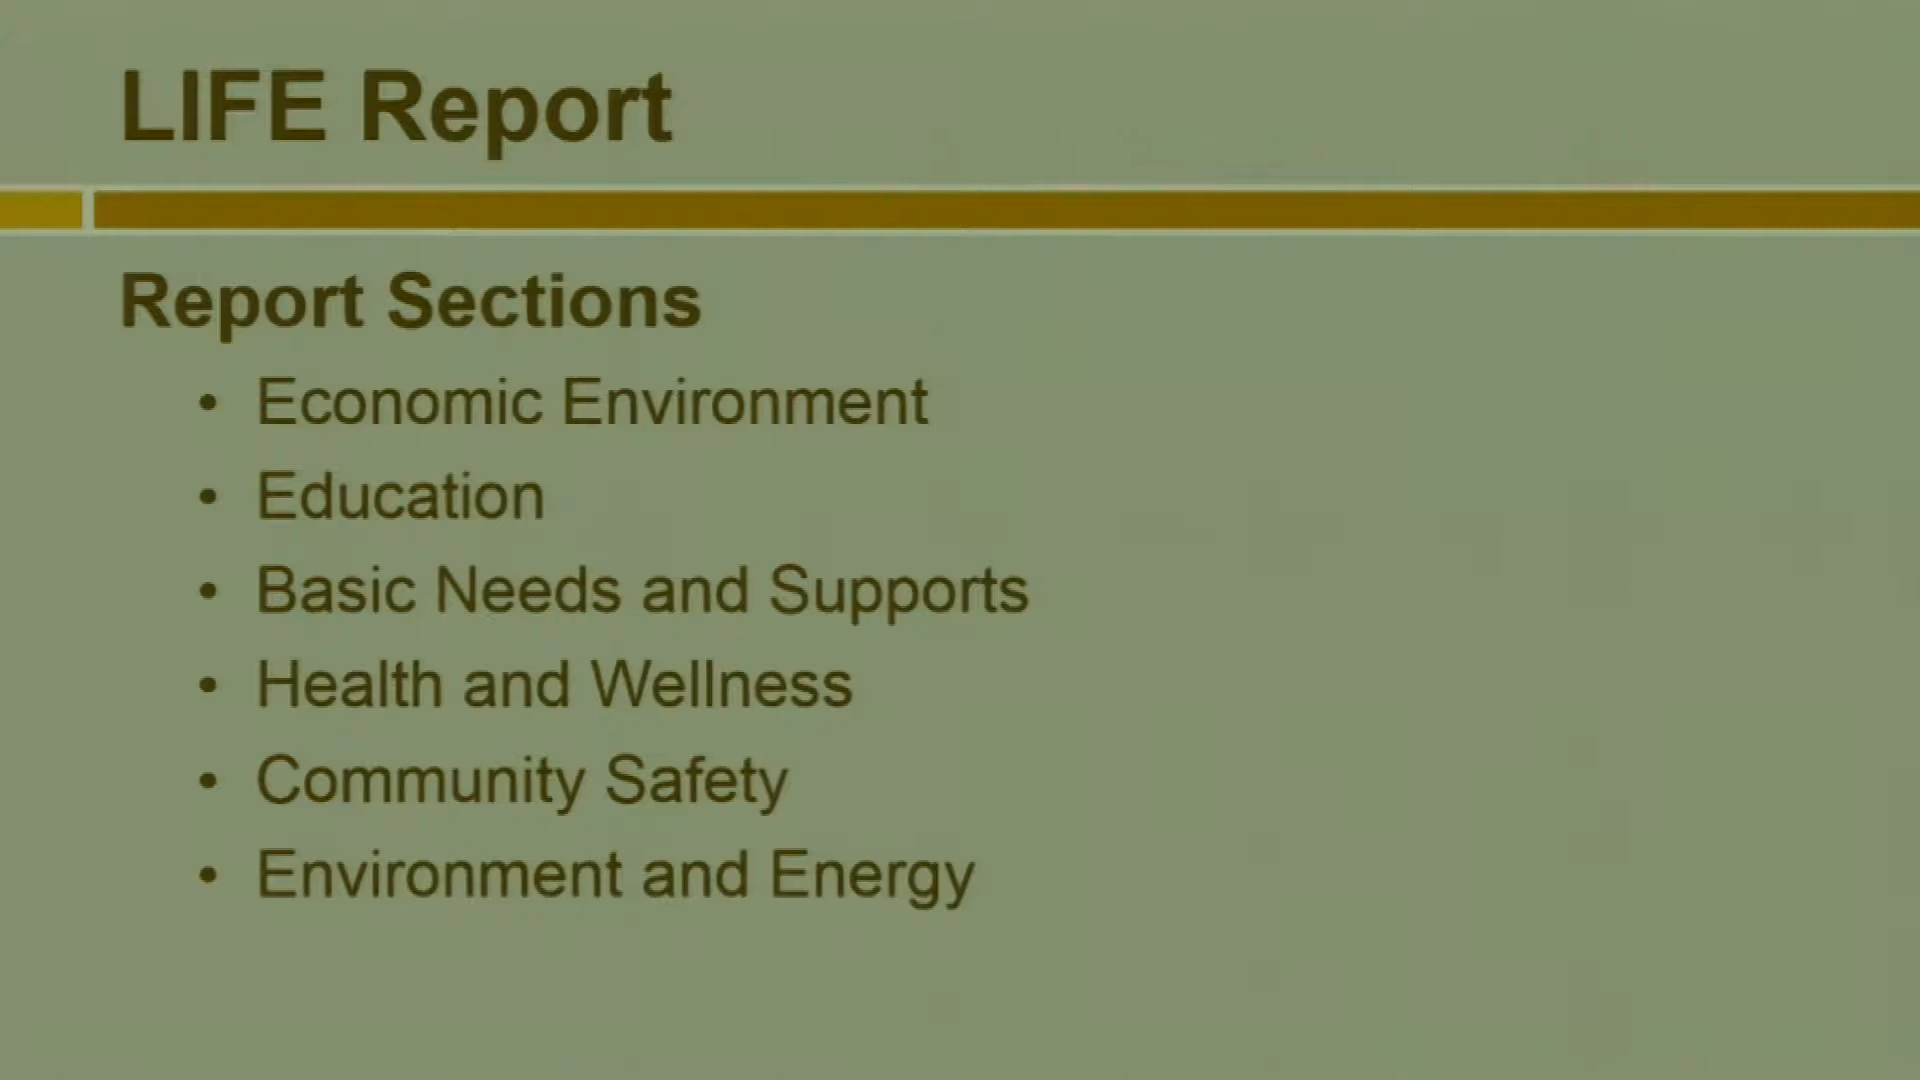 LIFE Report
Report Sections
• Economic Environment
• Education
• Basic Needs and Supports
• Health and Wellness
• Community Safety
• Environment and Energy